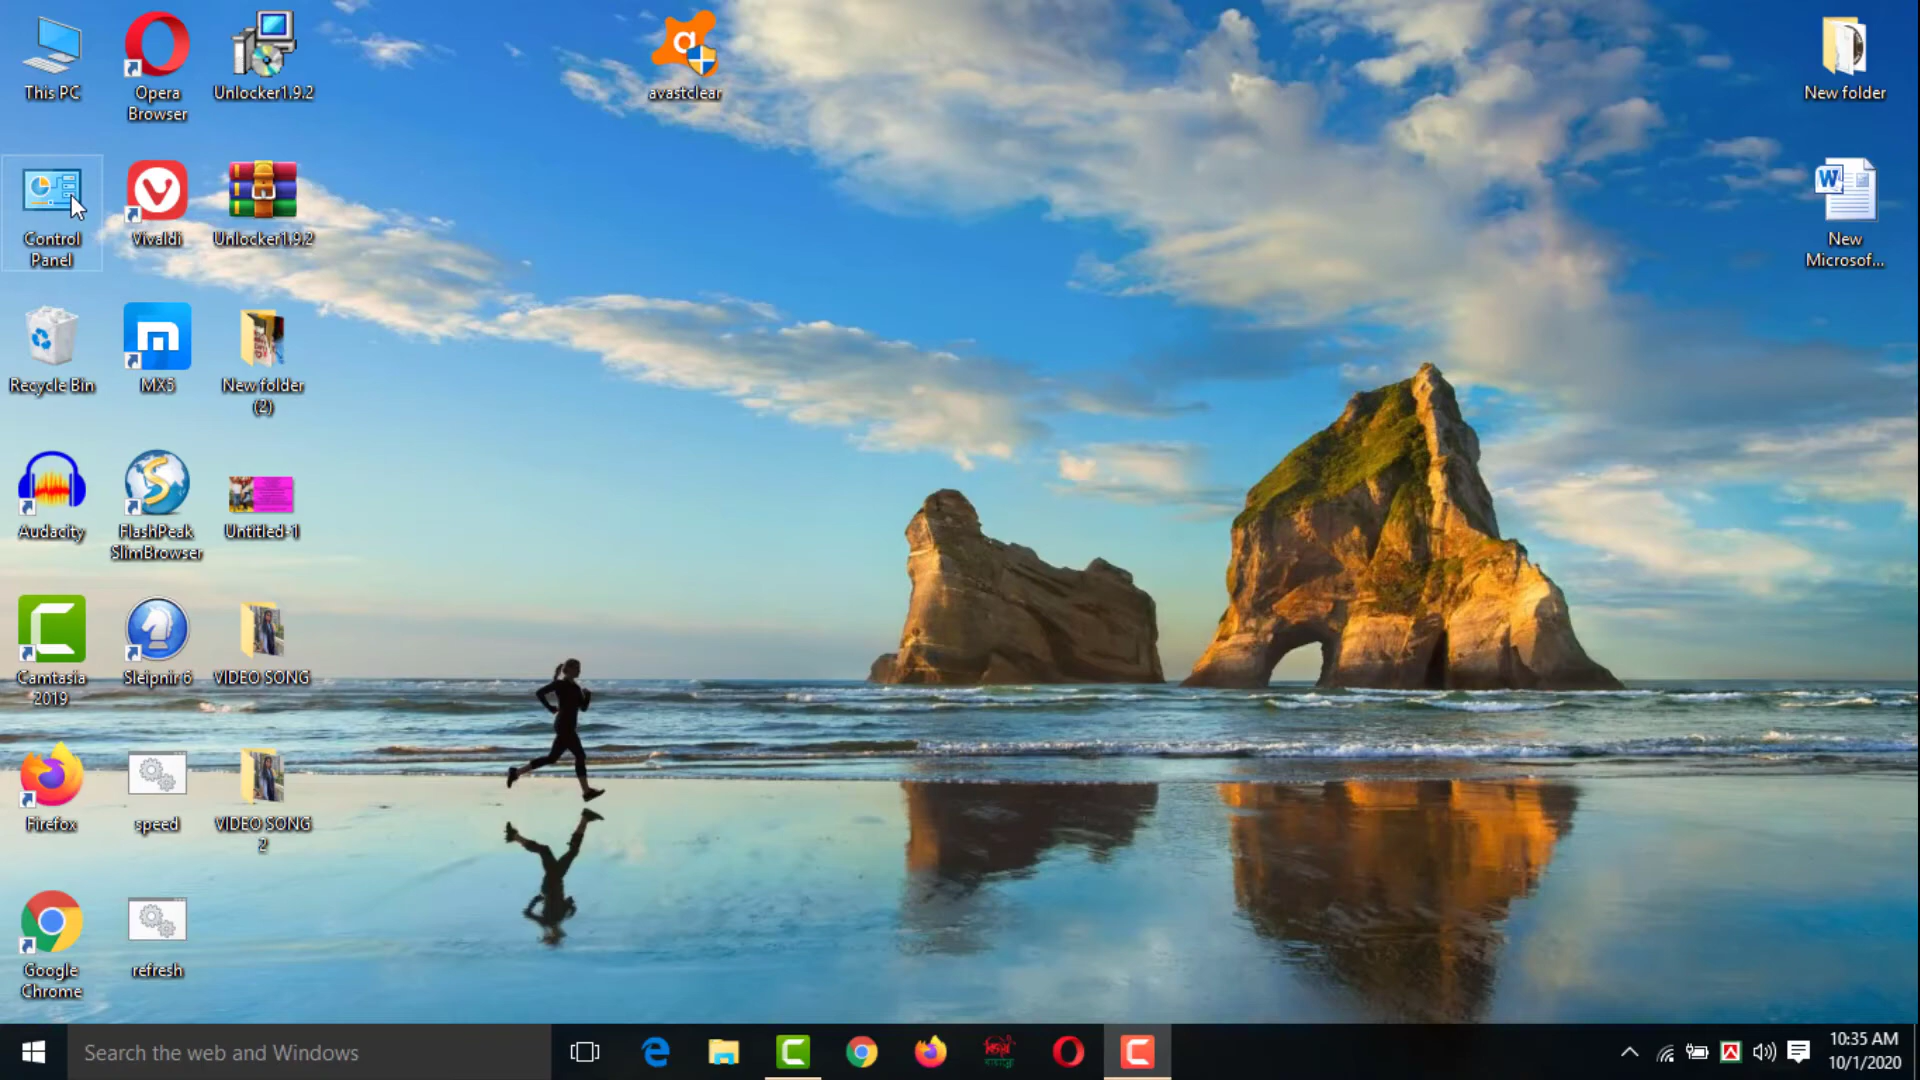 This PC
Opera
Browser
Unlocker1.9.2
avastclear
New folder
Control
Panel
Vivaldi
Unlocker1.9.2
New
Microsof...
Recycle Bin
MX5
New folder
(2)
Audacity
FlashPeak
SlimBrowser
Untitled-1
Camtasia
2019
Sleipnir 6
VIDEO SONG
Firefox
speed
VIDEO SONG
2
Google
Chrome
refresh
Search the web and Windows
10:35 AM
10/1/2020